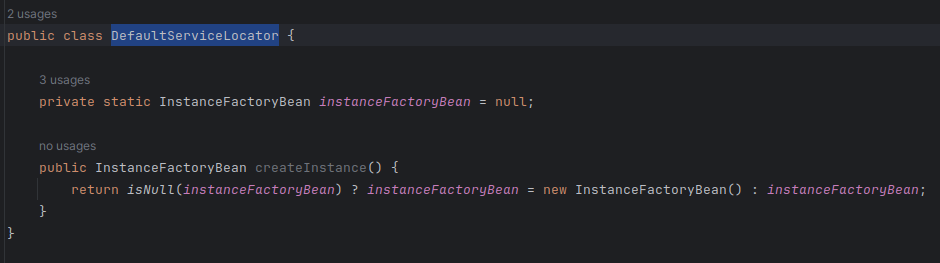 2 usages
public class DefaultServiceLocator {
3 usages
private static InstanceFactoryBean instanceFactoryBean = null;
no usages
public InstanceFactoryBean createInstance() {
return isNull(instanceFactoryBean) ? instanceFactoryBean = new InstanceFactoryBean() : instanceFactoryBean;
}
}